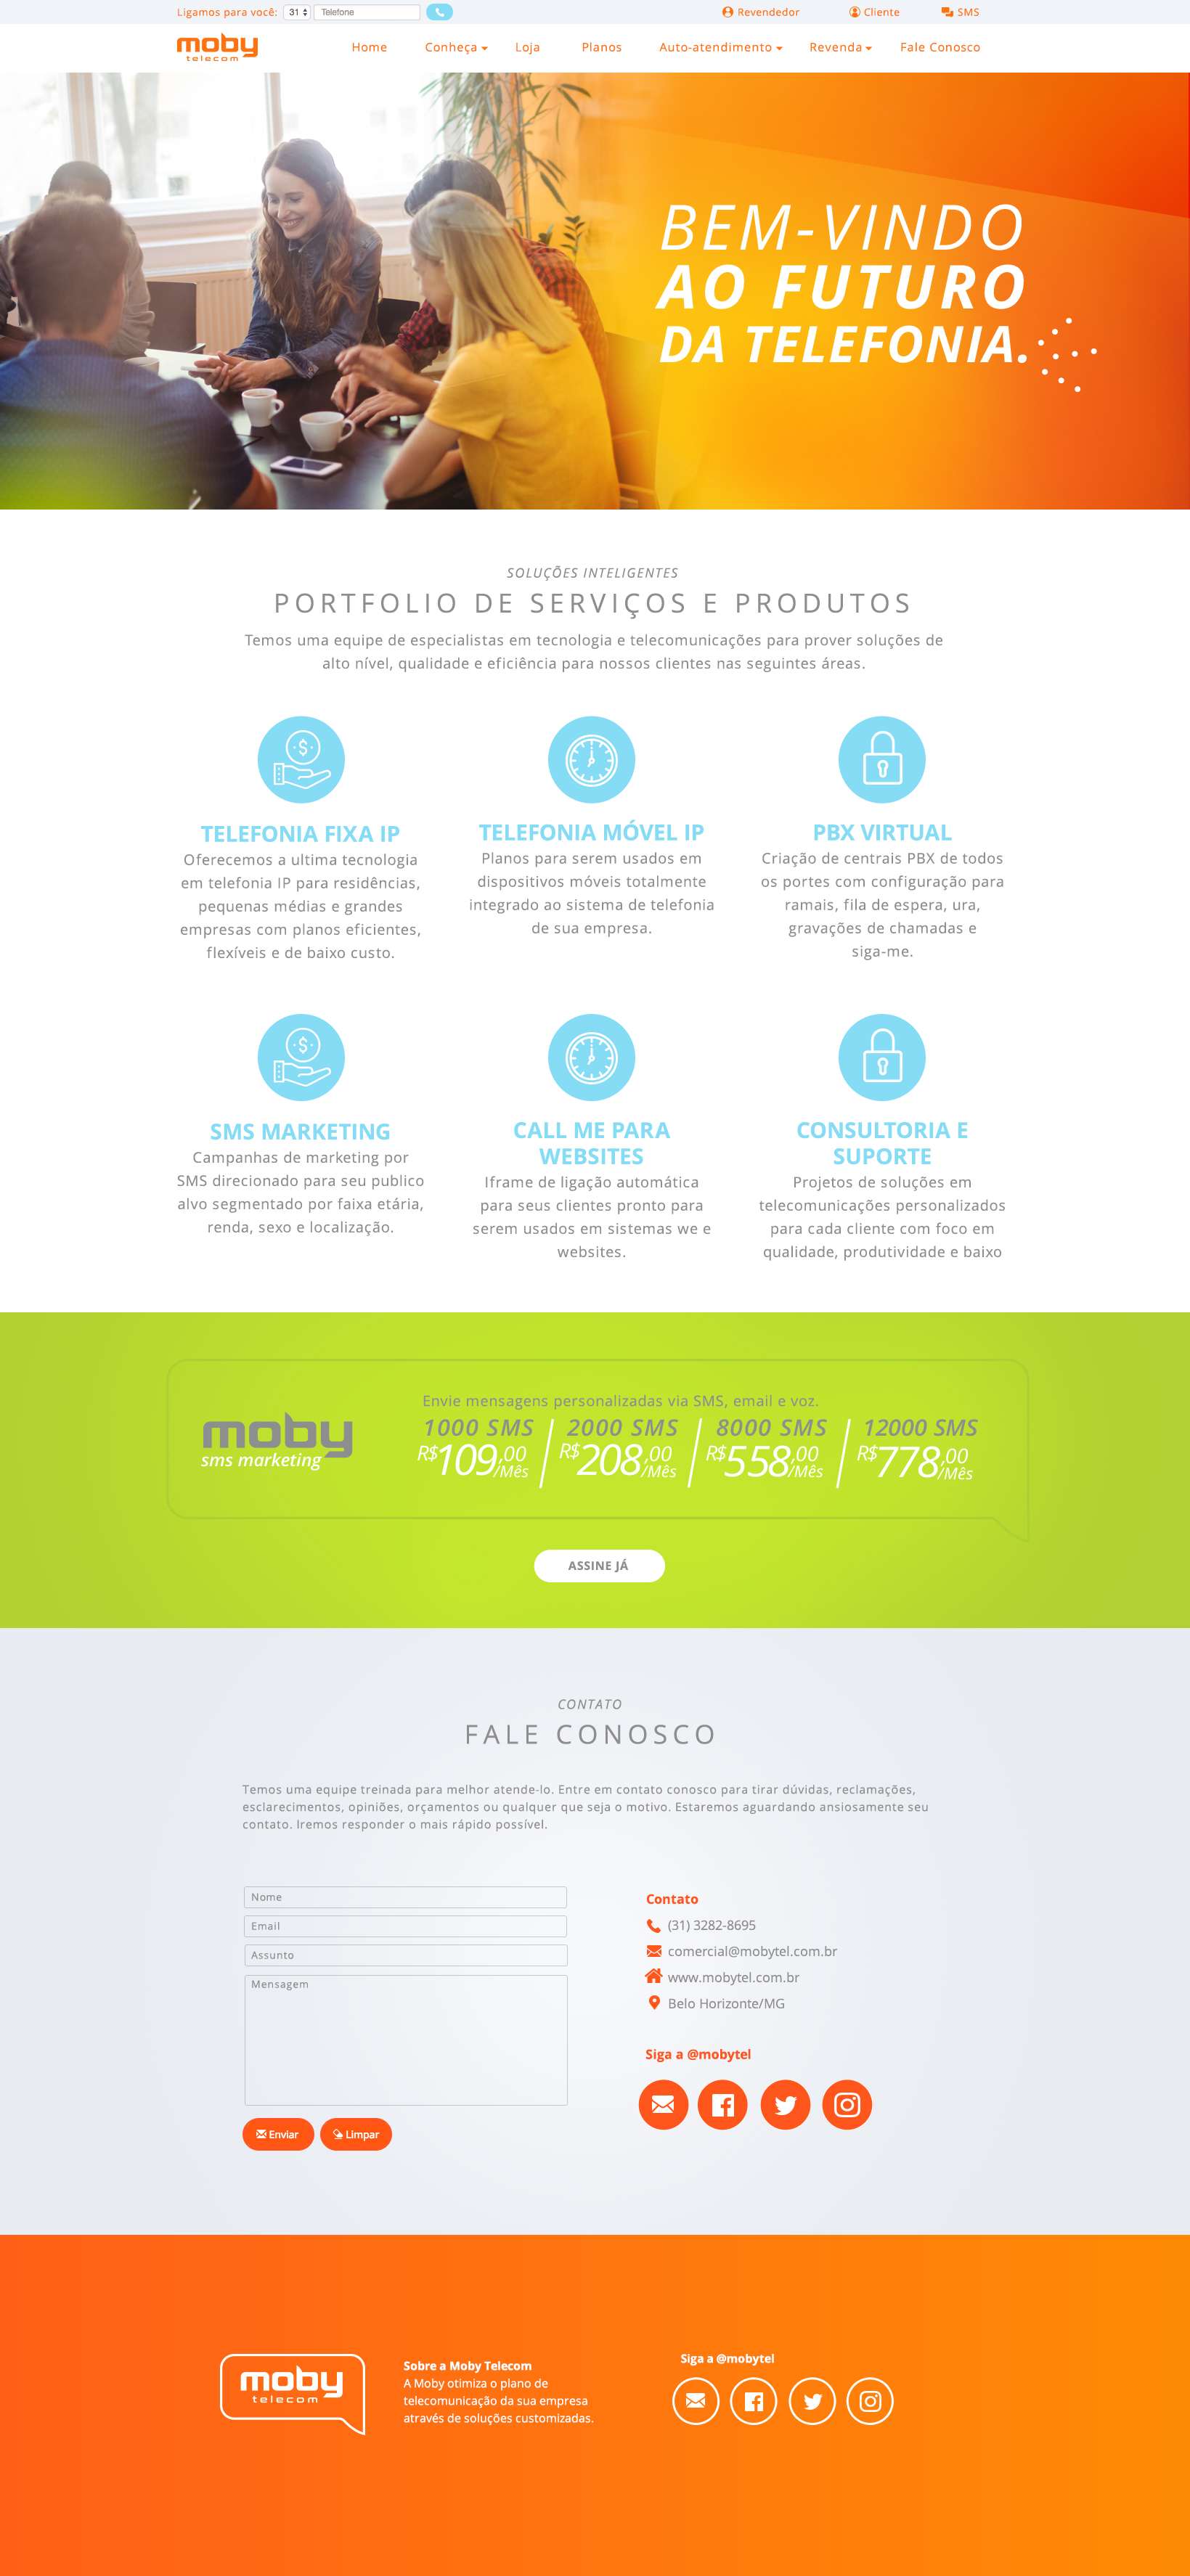 Ligamos para você: 31 Telefone Revendedor Cliente SMS
moby
telecom
Home Conheça Loja Planos Auto-atendimento Revenda Fale Conosco
BEM-VINDO
AO FUTURO
DA TELEFONIA.
SOLUÇÕES INTELIGENTES
PORTFOLIO DE SERVIÇOS E PRODUTOS
Temos uma equipe de especialistas em tecnologia e telecomunicações para prover soluções de
alto nível, qualidade e eficiência para nossos clientes nas seguintes áreas.
TELEFONIA FIXA IP
Oferecemos a ultima tecnologia
em telefonia IP para residências,
pequenas médias e grandes
empresas com planos eficientes,
flexíveis e de baixo custo.
TELEFONIA MÓVEL IP
Planos para serem usados em
dispositivos móveis totalmente
integrado ao sistema de telefonia
de sua empresa.
PBX VIRTUAL
Criação de centrais PBX de todos
os portes com configuração para
ramais, fila de espera, ura,
gravações de chamadas e
siga-me.
SMS MARKETING
Campanhas de marketing por
SMS direcionado para seu publico
alvo segmentado por faixa etária,
renda, sexo e localização.
CALL ME PARA
WEBSITES
Iframe de ligação automática
para seus clientes pronto para
serem usados em sistemas we e
websites.
CONSULTORIA E
SUPORTE
Projetos de soluções em
telecomunicações personalizados
para cada cliente com foco em
qualidade, produtividade e baixo
moby
sms marketing
Envie mensagens personalizadas via SMS, email e voz.
1000 SMS
R$109,00
/Mês
2000 SMS
R$208,00
/Mês
8000 SMS
R$558,00
/Mês
12000 SMS
R$778,00
/Mês
ASSINE JÁ
CONTATO
FALE CONOSCO
Temos uma equipe treinada para melhor atende-lo. Entre em contato conosco para tirar dúvidas, reclamações,
esclarecimentos, opiniões, orçamentos ou qualquer que seja o motivo. Estaremos aguardando ansiosamente seu
contato. Iremos responder o mais rápido possível.
Nome
Email
Assunto
Mensagem
Enviar Limpar
Contato
(31) 3282-8695
comercial@mobytel.com.br
www.mobytel.com.br
Belo Horizonte/MG
Siga a @mobytel
moby
telecom
Sobre a Moby Telecom
A Moby otimiza o plano de
telecomunicação da sua empresa
através de soluções customizadas.
Siga a @mobytel